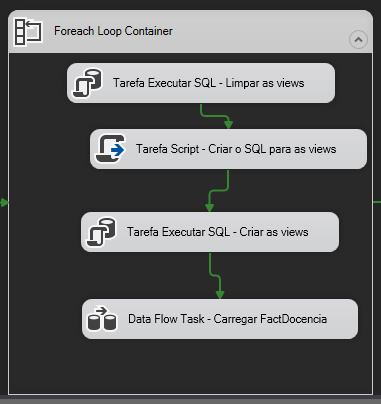 Foreach Loop Container
Tarefa Executar SQL - Limpar as views
Tarefa Script - Criar o SQL para as views
Tarefa Executar SQL - Criar as views
Data Flow Task - Carregar FactDocencia